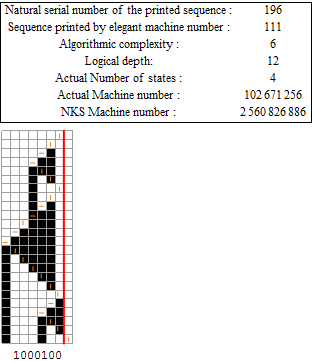 Natural serial number of the printed sequence : 196
Sequence printed by elegant machine number : 111
Algorithmic complexity : 6
Logical depth: 12
Actual Number of states : 4
Actual Machine number : 102 671 256
NKS Machine number : 2 560 826 886
1000100